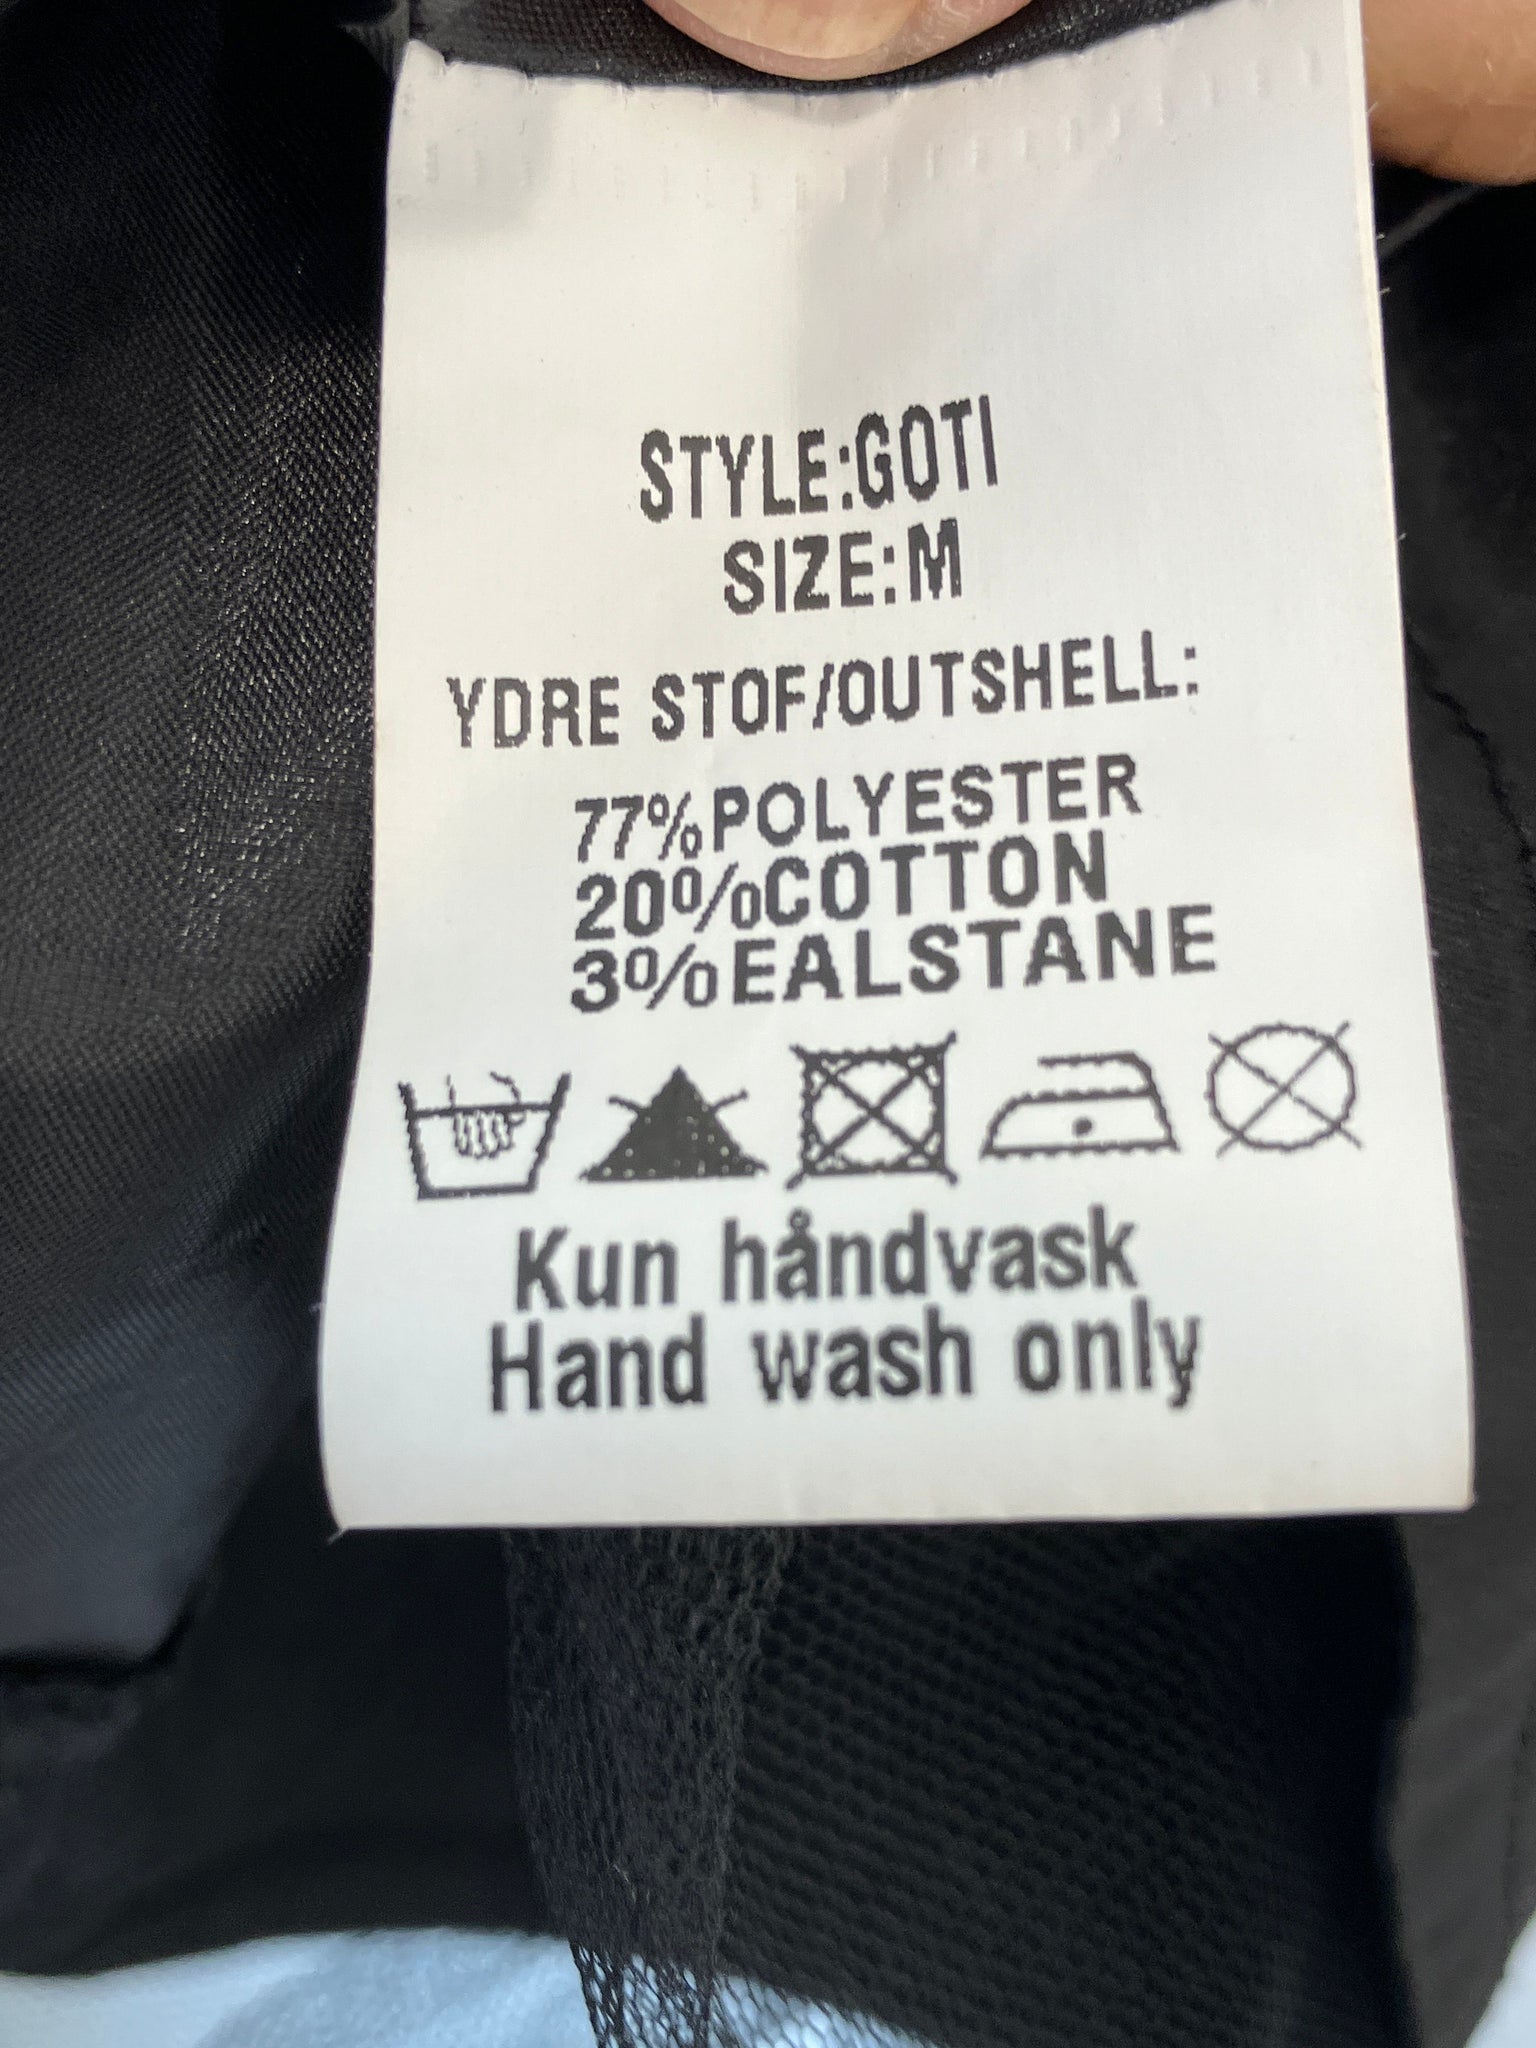 STYLE:GOTI
SIZE:M
YDRE STOF/OUTSHELL:
77%POLYESTER
20%COTTON
3%EALSTANE
Kun håndvask
Hand wash only